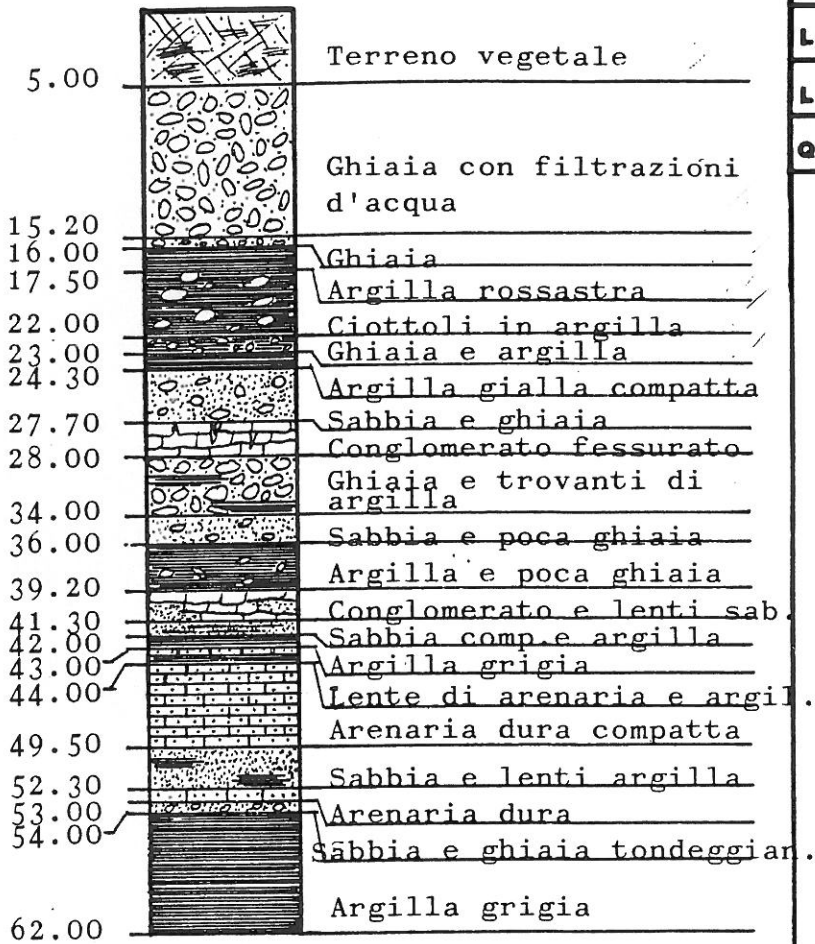 L
Terreno vegetale
5.00
L
Q
Ghiaia con filtrazioni
d'acqua
15.20
16.00
Ghiaia
17.50
Argilla rossastra
22.00
Ciottoli in argilla
23.00
Ghiaia e argilla
24.30
Argilla gialla compatta
27.70
Sabbia e ghiaia
28.00
Conglomerato fessurato
Ghiaia e trovanti di
argilla
34.00
36.00
Sabbia e poca ghiaia
Argilla e poca ghiaia
39.20
Conglomerato e lenti sab.
41.30
42.00
Sabbia comp.e argilla
43.00
Argilla grigia
44.00
Lente di arenaria e argil.
Arenaria dura compatta
49.50
Sabbia e lenti argilla
52.30
53.00
Arenaria dura
54.00
Sabbia e ghiaia tondeggian.
Argilla grigia
62.00